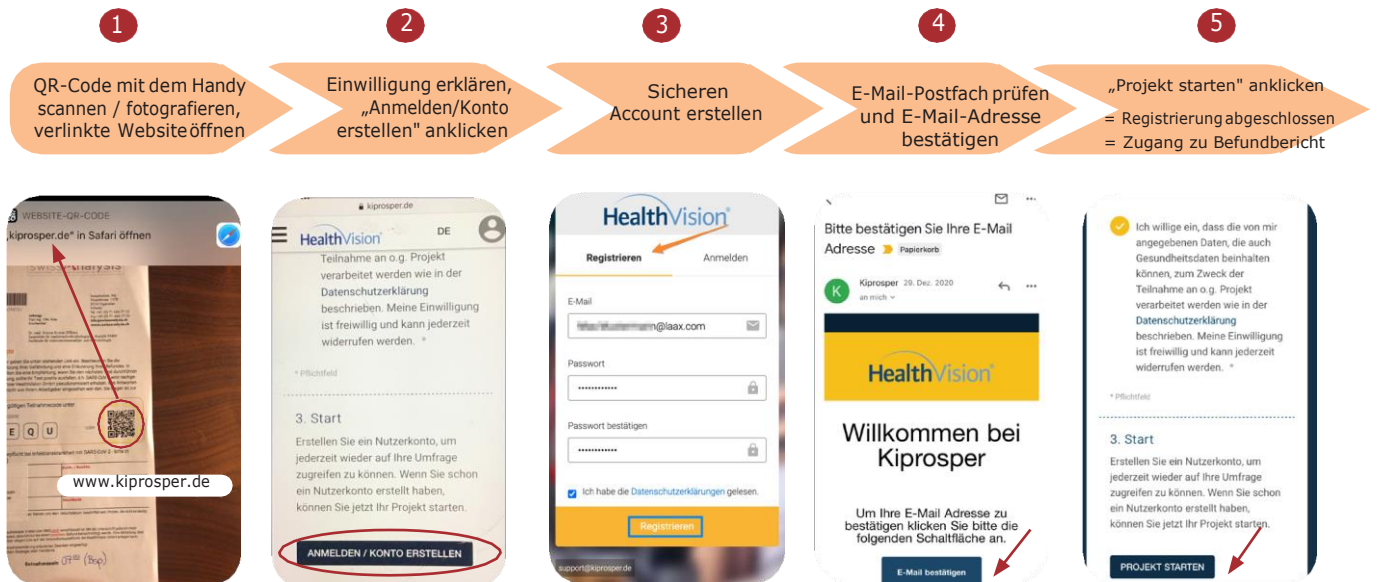 1
2
3
4
5
QR-Code mit dem Handy
scannen / fotografieren,
verlinkte Website öffnen
Einwilligung erklären,
„Anmelden/Konto
erstellen" anklicken
Sicheren
Account erstellen
E-Mail-Postfach prüfen
und E-Mail-Adresse
bestätigen
„Projekt starten" anklicken
= Registrierung abgeschlossen
= Zugang zu Befundbericht
WEBSITE-QR-CODE
„kiprosper.de" in Safari öffnen
E Q U
www.kiprosper.de
07:00 (Bsp)
kiprosper.de
HealthVision
DE
Teilnahme an o.g. Projekt
verarbeitet werden wie in der
Datenschutzerklärung
beschrieben. Meine Einwilligung
ist freiwillig und kann jederzeit
widerrufen werden. *
* Pflichtfeld
3. Start
Erstellen Sie ein Nutzerkonto, um
jederzeit wieder auf Ihre Umfrage
zugreifen zu können. Wenn Sie schon
ein Nutzerkonto erstellt haben,
können Sie jetzt Ihr Projekt starten.
ANMELDEN / KONTO ERSTELLEN
HealthVision
Registrieren
Anmelden
E-Mail
@laax.com
Passwort
Passwort bestätigen
Ich habe die Datenschutzerklärungen gelesen.
Registrieren
support@kiprosper.de
Bitte bestätigen Sie Ihre E-Mail
Adresse Papierkorb
K
Kiprosper 29. Dez. 2020
an mich
HealthVision
Willkommen bei
Kiprosper
Um Ihre E-Mail Adresse zu
bestätigen klicken Sie bitte die
folgenden Schaltfläche an.
E-Mail bestätigen
Ich willige ein, dass die von mir
angegebenen Daten, die auch
Gesundheitsdaten beinhalten
können, zum Zweck der
Teilnahme an o.g. Projekt
verarbeitet werden wie in der
Datenschutzerklärung
beschrieben. Meine Einwilligung
ist freiwillig und kann jederzeit
widerrufen werden. *
* Pflichtfeld
3. Start
Erstellen Sie ein Nutzerkonto, um
jederzeit wieder auf Ihre Umfrage
zugreifen zu können. Wenn Sie schon
ein Nutzerkonto erstellt haben,
können Sie jetzt Ihr Projekt starten.
PROJEKT STARTEN